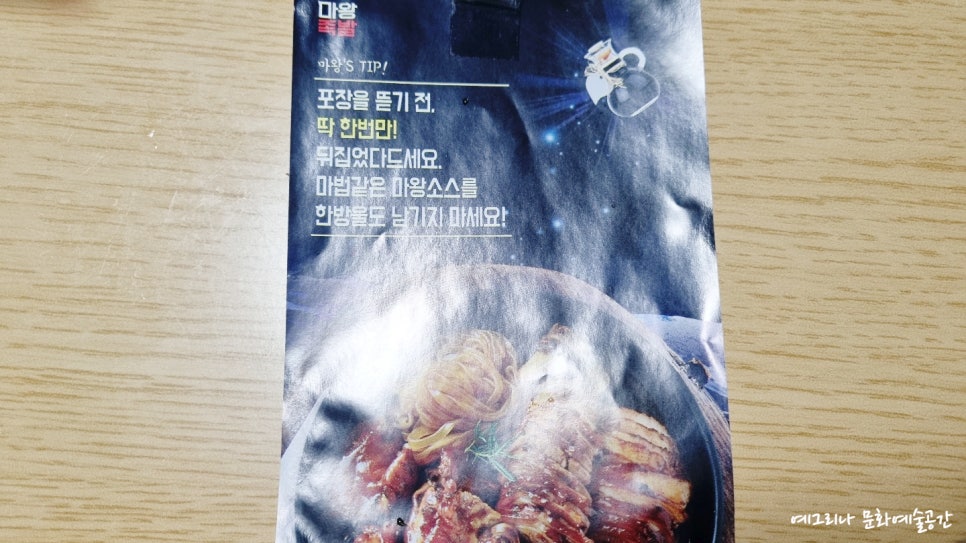 마왕
족발
마왕'S TIP!
포장을 뜯기 전,
딱 한번만!
뒤집었다드세요.
마법같은 마왕소스를
한방울도 남기지 마세요!
예그리나 문화예술공간